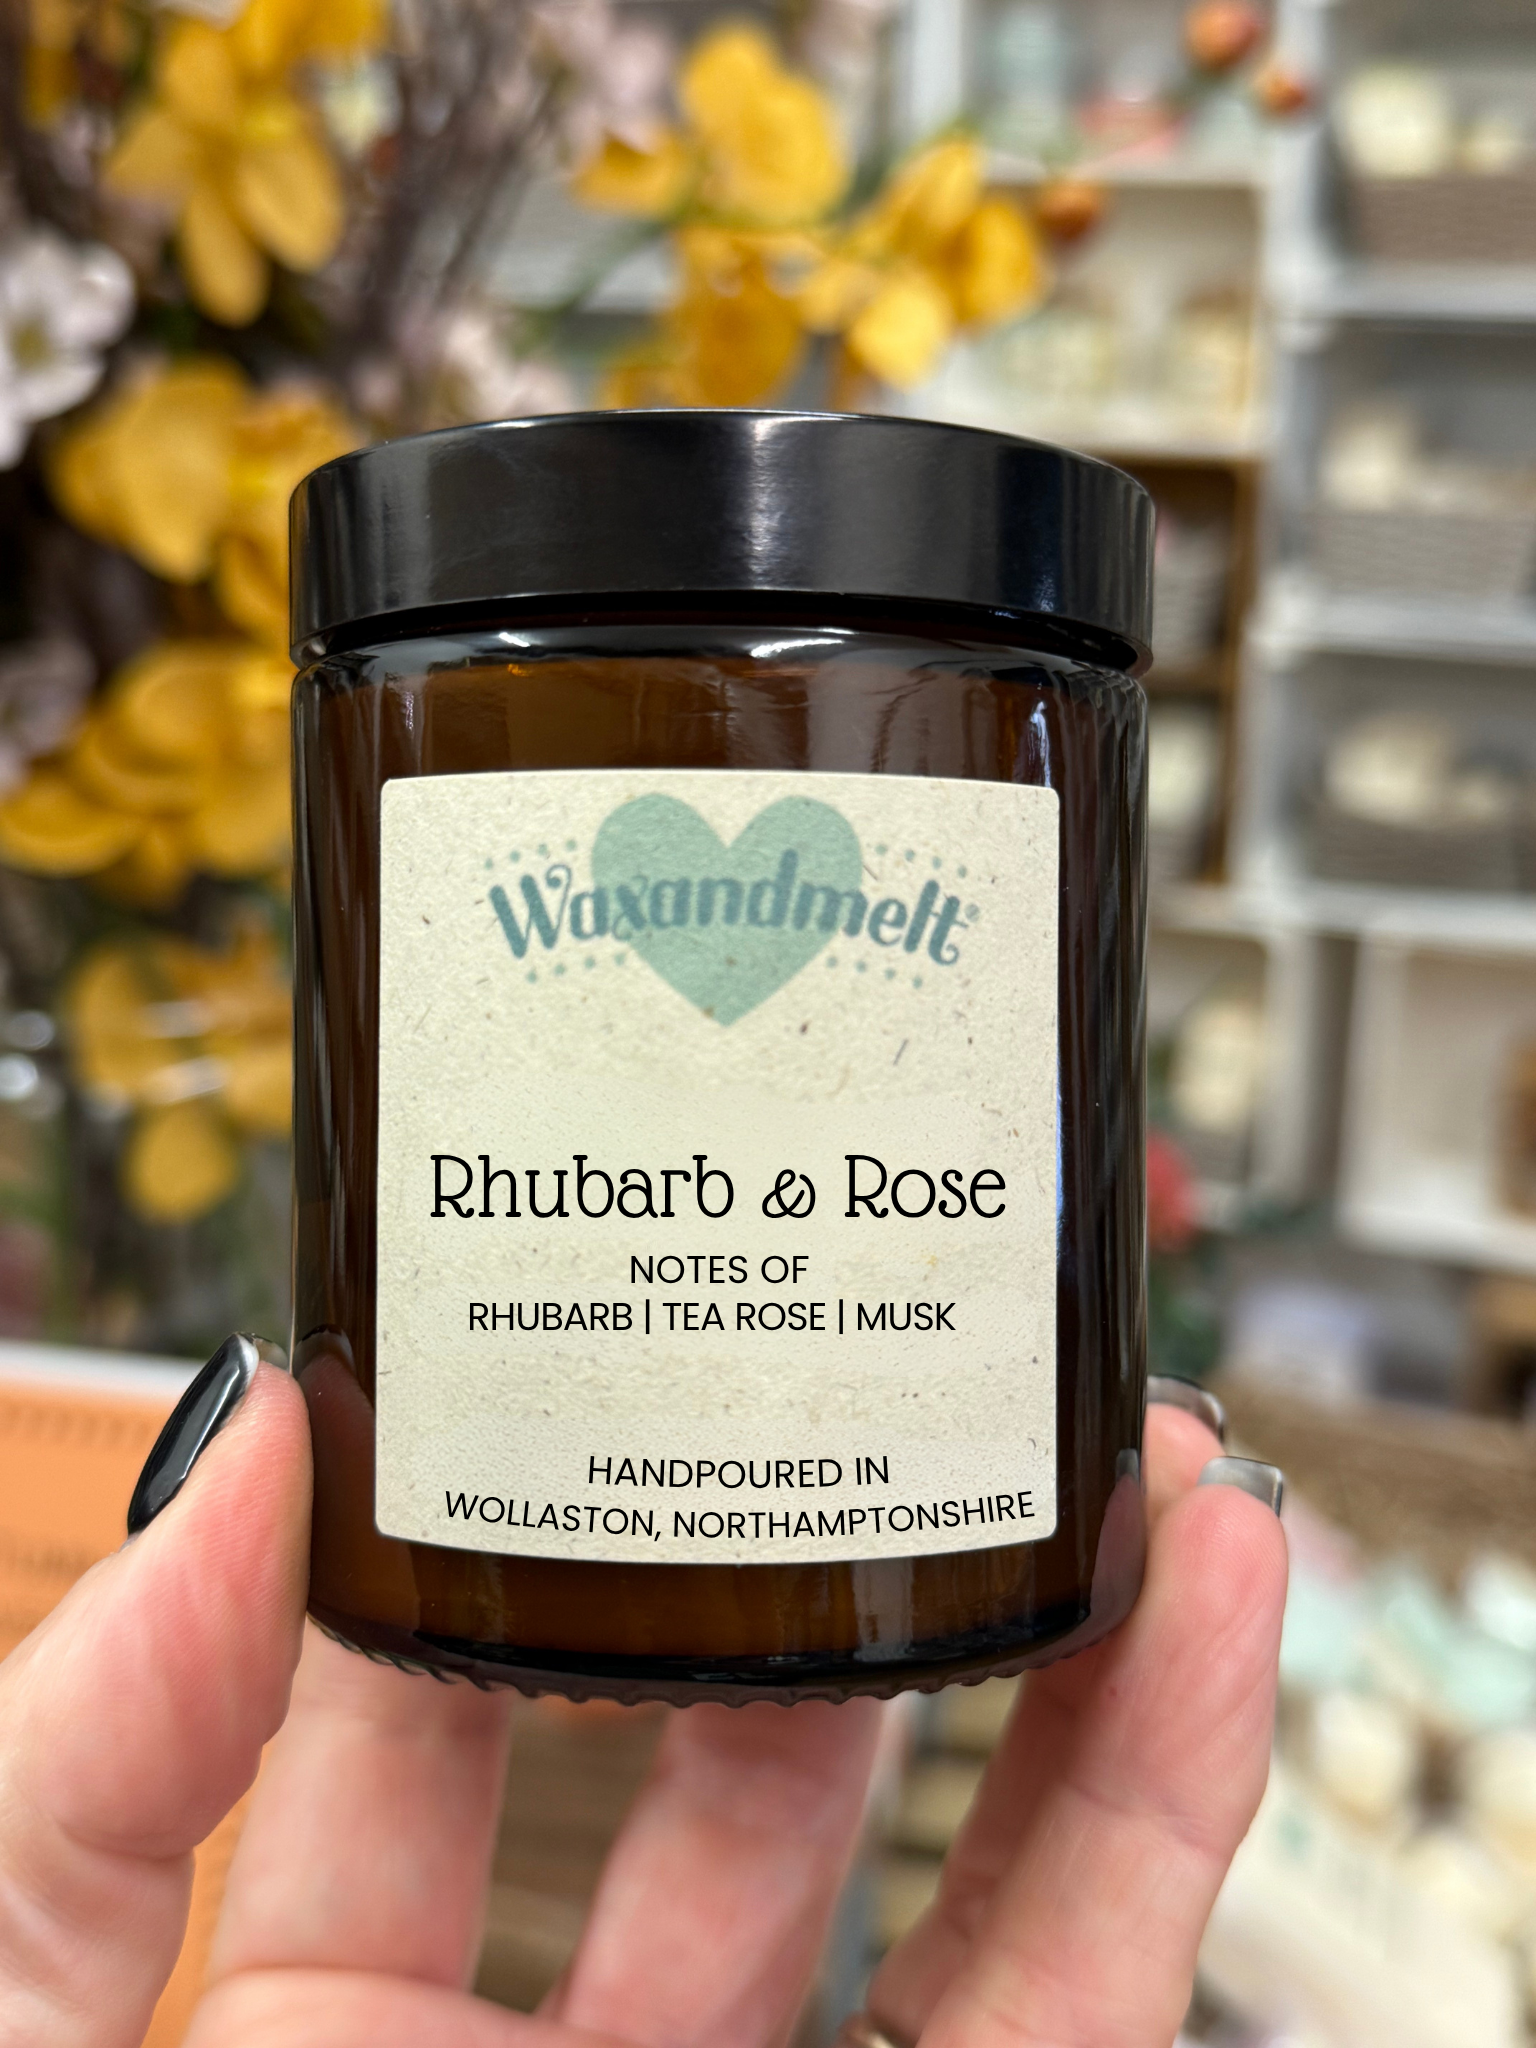 Waxandmelt®
Rhubarb & Rose
NOTES OF
RHUBARB | TEA ROSE | MUSK
HANDPOURED IN
WOLLASTON, NORTHAMPTONSHIRE